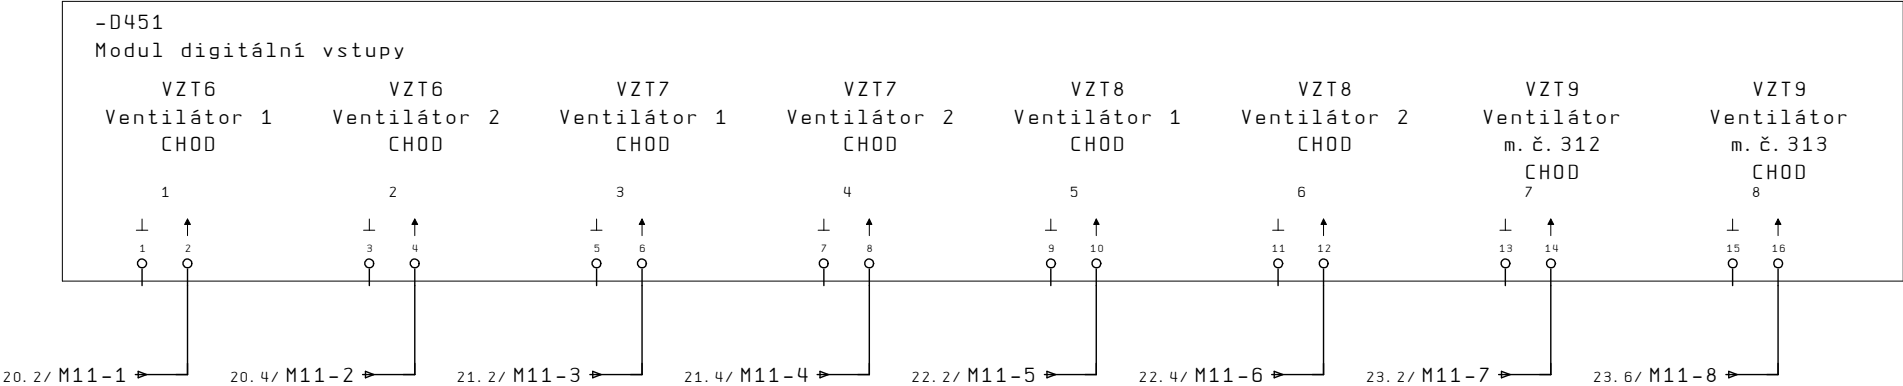 -D451
Modul digitální vstupy
VZT6 VZT6 VZT7 VZT7 VZT8 VZT8 VZT9 VZT9
Ventilátor 1 Ventilátor 2 Ventilátor 1 Ventilátor 2 Ventilátor 1 Ventilátor 2 Ventilátor Ventilátor
CHOD CHOD CHOD CHOD CHOD CHOD m.č.312 m.č.313
CHOD CHOD
1 2 3 4 5 6 7 8
1 2 3 4 5 6 7 8 9 10 11 12 13 14 15 16
20.2/M11-1 20.4/M11-2 21.2/M11-3 21.4/M11-4 22.2/M11-5 22.4/M11-6 23.2/M11-7 23.6/M11-8